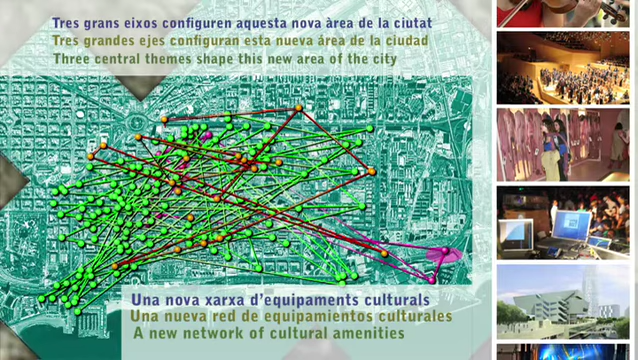 Tres grans eixos configuren aquesta nova àrea de la ciutat
Tres grandes ejes configuran esta nueva área de la ciudad
Three central themes shape this new area of the city
Una nova xarxa d'equipaments culturals
Una nueva red de equipamientos culturales
A new network of cultural amenities